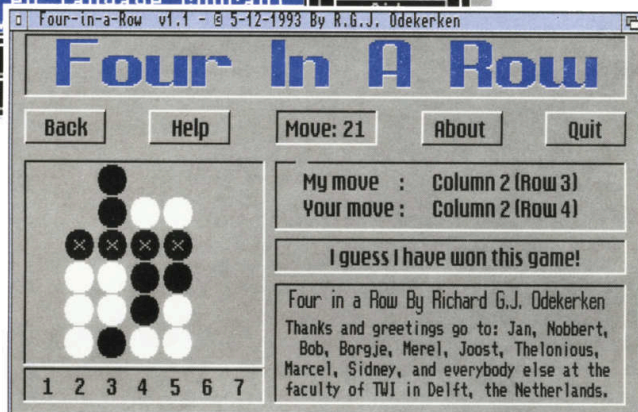 Four-in-a-Row v1.1 - © 5-12-1993 By R.G.J. Odekerken
Four In A Row
Back Help Move: 21 About Quit
My move : Column 2 (Row 3)
Your move : Column 2 (Row 4)
I guess I have won this game!
Four in a Row By Richard G.J. Odekerken
Thanks and greetings go to: Jan, Nobbert,
Bob, Borgje, Merel, Joost, Thelonious,
Marcel, Sidney, and everybody else at the
faculty of TWI in Delft, the Netherlands.
1 2 3 4 5 6 7